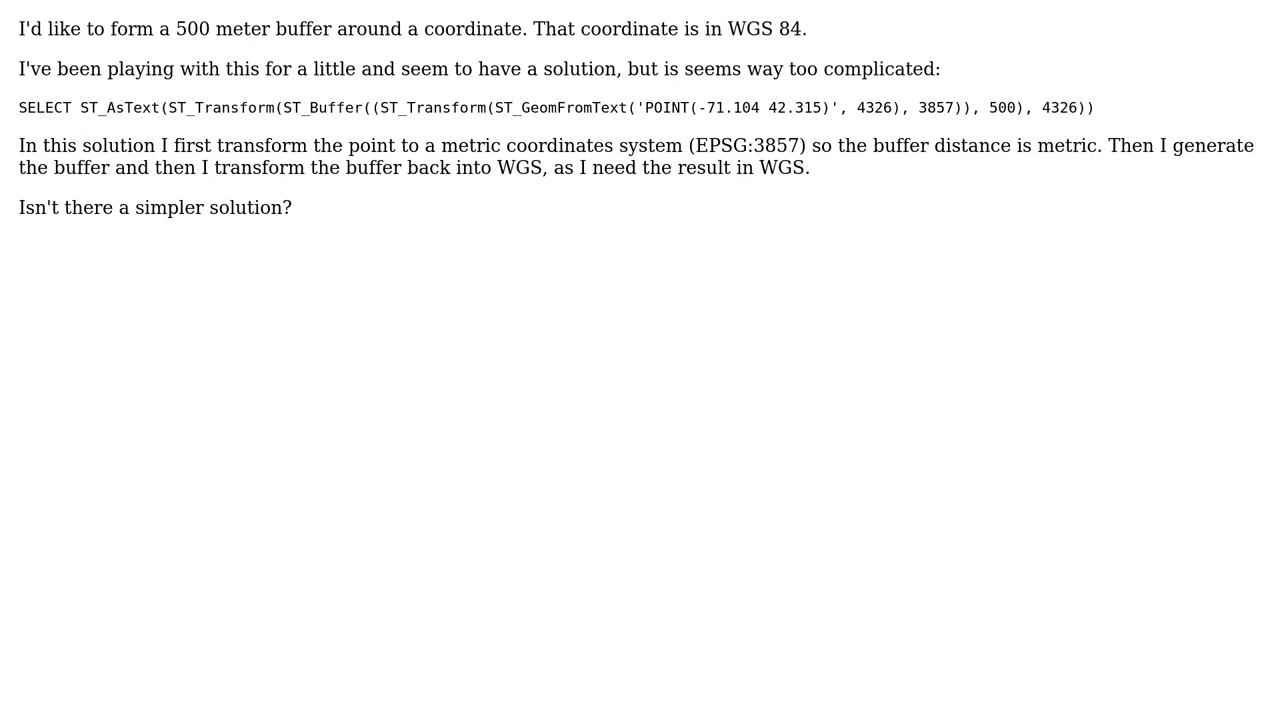 I'd like to form a 500 meter buffer around a coordinate. That coordinate is in WGS 84.
I've been playing with this for a little and seem to have a solution, but is seems way too complicated:
SELECT ST_AsText(ST_Transform(ST_Buffer((ST_Transform(ST_GeomFromText('POINT(-71.104 42.315)', 4326), 3857)), 500), 4326))
In this solution I first transform the point to a metric coordinates system (EPSG:3857) so the buffer distance is metric. Then I generate
the buffer and then I transform the buffer back into WGS, as I need the result in WGS.
Isn't there a simpler solution?